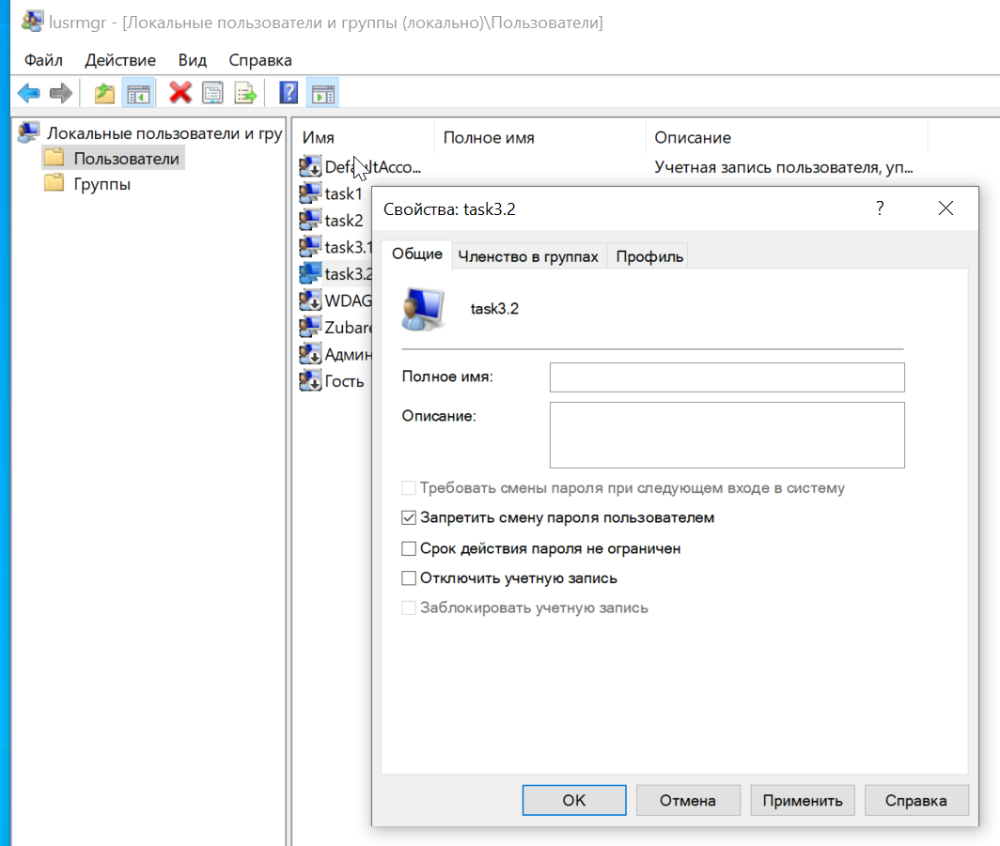 lusrmgr - [Локальные пользователи и группы (локально)\Пользователи]
Файл Действие Вид Справка
Локальные пользователи и гру
Пользователи
Группы
Имя Полное имя Описание
DefaultAcco... Учетная запись пользователя, уп...
task1
task2
task3.1
task3.2
WDAG
Zubare
Админ
Гость
Свойства: task3.2
Общие Членство в группах Профиль
task3.2
Полное имя:
Описание:
Требовать смены пароля при следующем входе в систему
Запретить смену пароля пользователем
Срок действия пароля не ограничен
Отключить учетную запись
Заблокировать учетную запись
OK Отмена Применить Справка